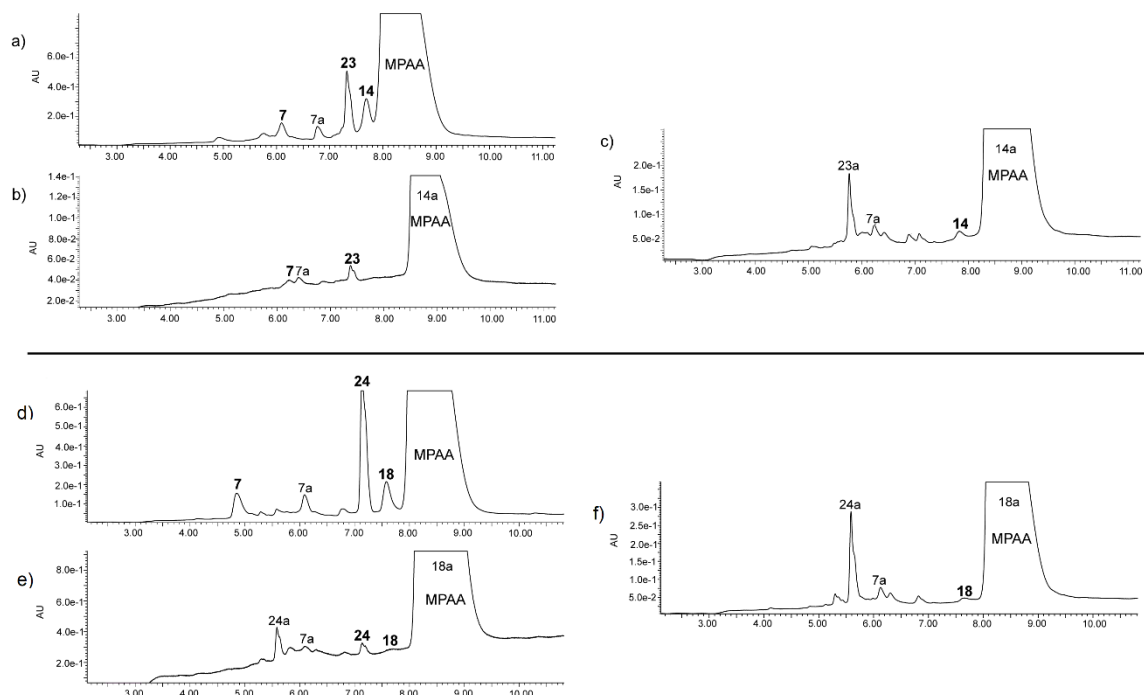 a)
AU
6.0e-1
4.0e-1
2.0e-1
7
7a
23
14
MPAA
3.00 4.00 5.00 6.00 7.00 8.00 9.00 10.00 11.00
b)
AU
1.4e-1
1.2e-1
1.0e-1
8.0e-2
6.0e-2
4.0e-2
2.0e-2
7 7a
23
14a
MPAA
3.00 4.00 5.00 6.00 7.00 8.00 9.00 10.00 11.00
c)
AU
2.0e-1
1.5e-1
1.0e-1
5.0e-2
23a
7a
14
14a
MPAA
3.00 4.00 5.00 6.00 7.00 8.00 9.00 10.00 11.00
d)
AU
6.0e-1
5.0e-1
4.0e-1
3.0e-1
2.0e-1
1.0e-1
7
7a
24
18
MPAA
3.00 4.00 5.00 6.00 7.00 8.00 9.00 10.00
e)
AU
8.0e-1
6.0e-1
4.0e-1
2.0e-1
24a
7a
24
18
18a
MPAA
3.00 4.00 5.00 6.00 7.00 8.00 9.00 10.00
f)
AU
3.0e-1
2.5e-1
2.0e-1
1.5e-1
1.0e-1
5.0e-2
24a
7a
18
18a
MPAA
3.00 4.00 5.00 6.00 7.00 8.00 9.00 10.00